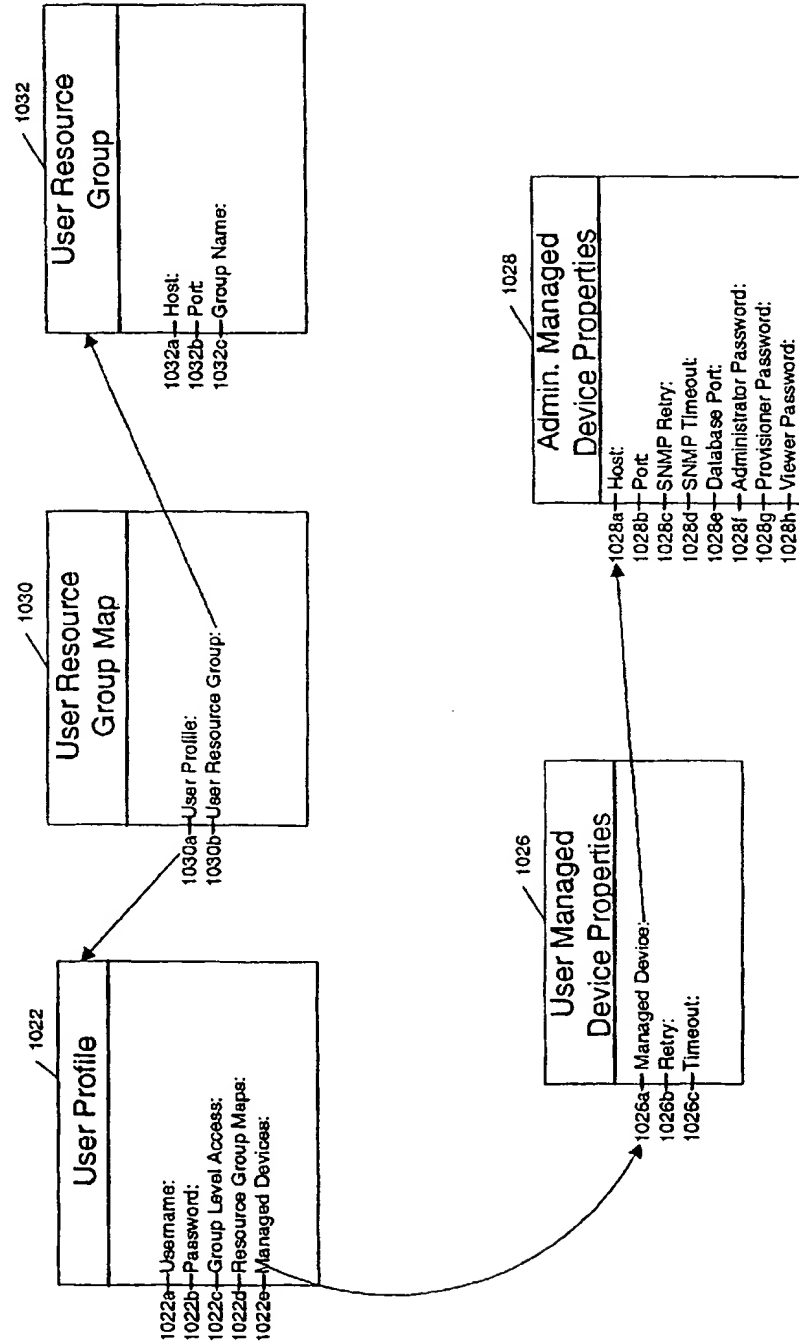 1022
User Profile
1022a Username:
1022b Password:
1022c Group Level Access:
1022d Resource Group Maps:
1022e Managed Devices:
1030
User Resource
Group Map
1030a User Profile:
1030b User Resource Group:
1032
User Resource
Group
1032a Host:
1032b Port
1032c Group Name:
1026
User Managed
Device Properties
1026a Managed Device:
1026b Retry:
1026c Timeout:
1028
Admin. Managed
Device Properties
1028a Host:
1028b Port
1028c SNMP Retry:
1028d SNMP Timeout:
1028e Database Port:
1028f Administrator Password:
1028g Provisioner Password:
1028h Viewer Password: